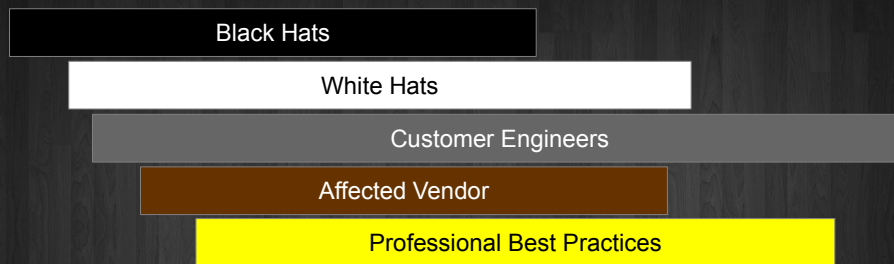 Black Hats
White Hats
Customer Engineers
Affected Vendor
Professional Best Practices